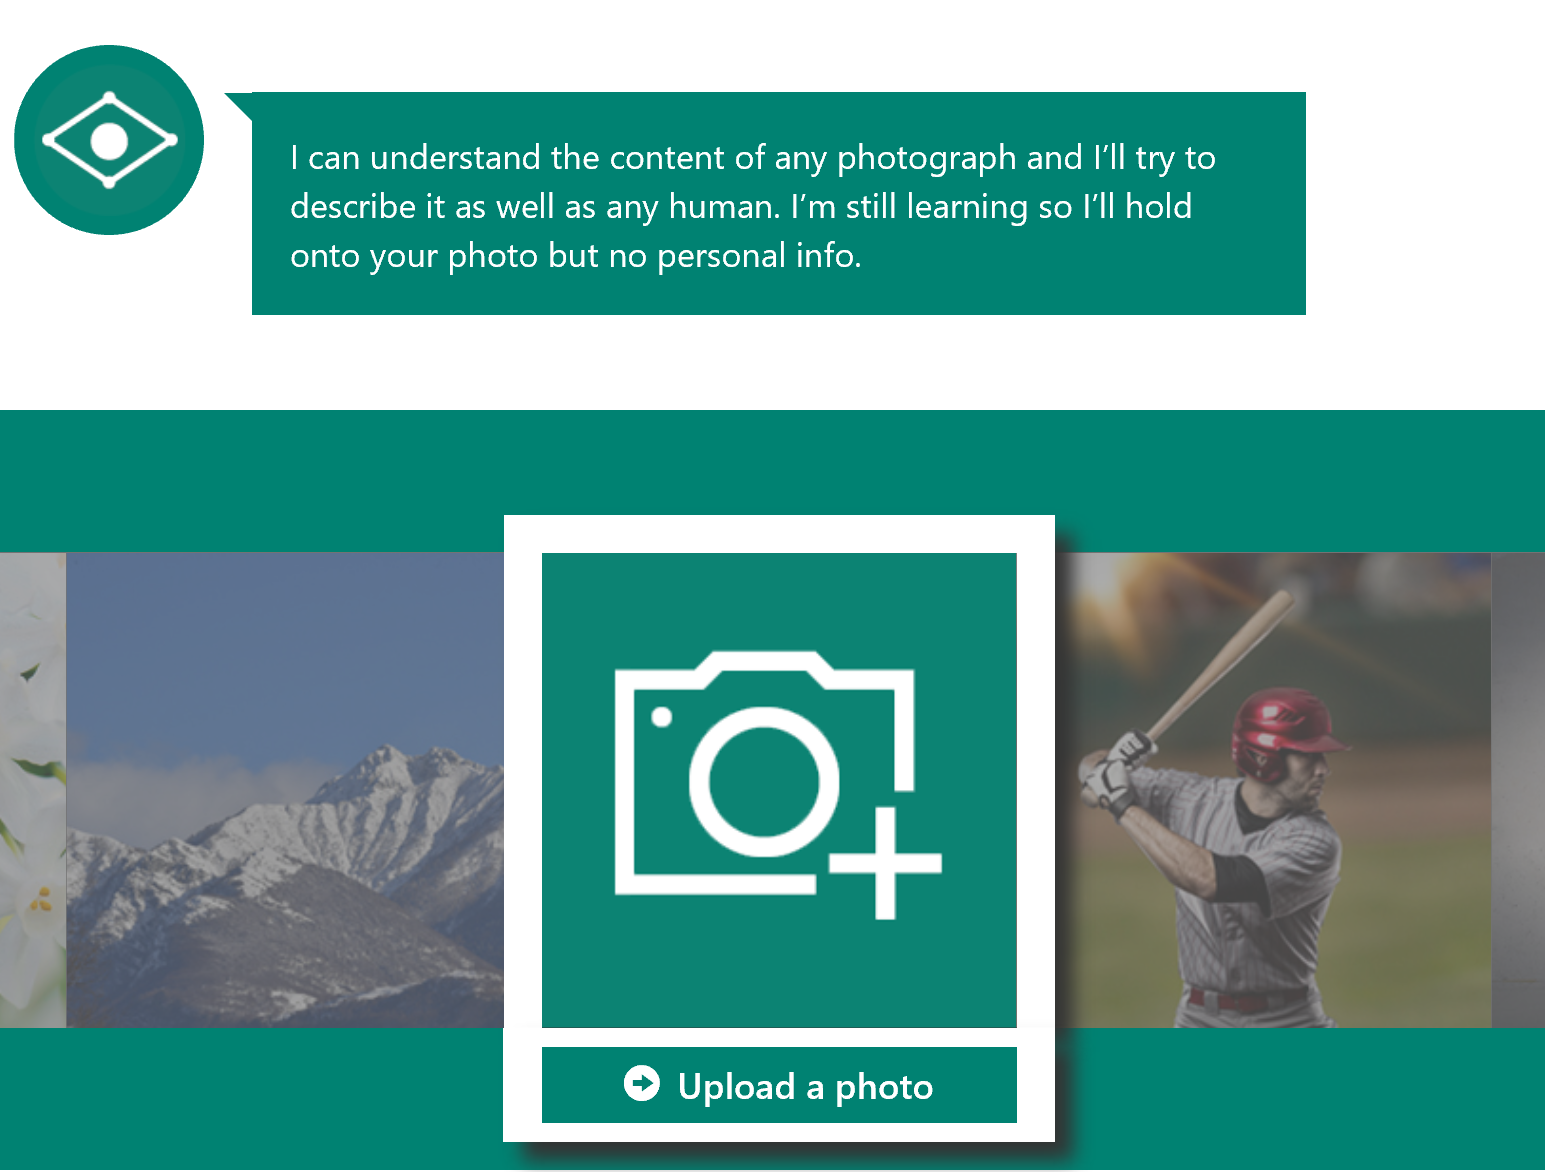 I can understand the content of any photograph and I’ll try to
describe it as well as any human. I’m still learning so I’ll hold
onto your photo but no personal info.
Upload a photo